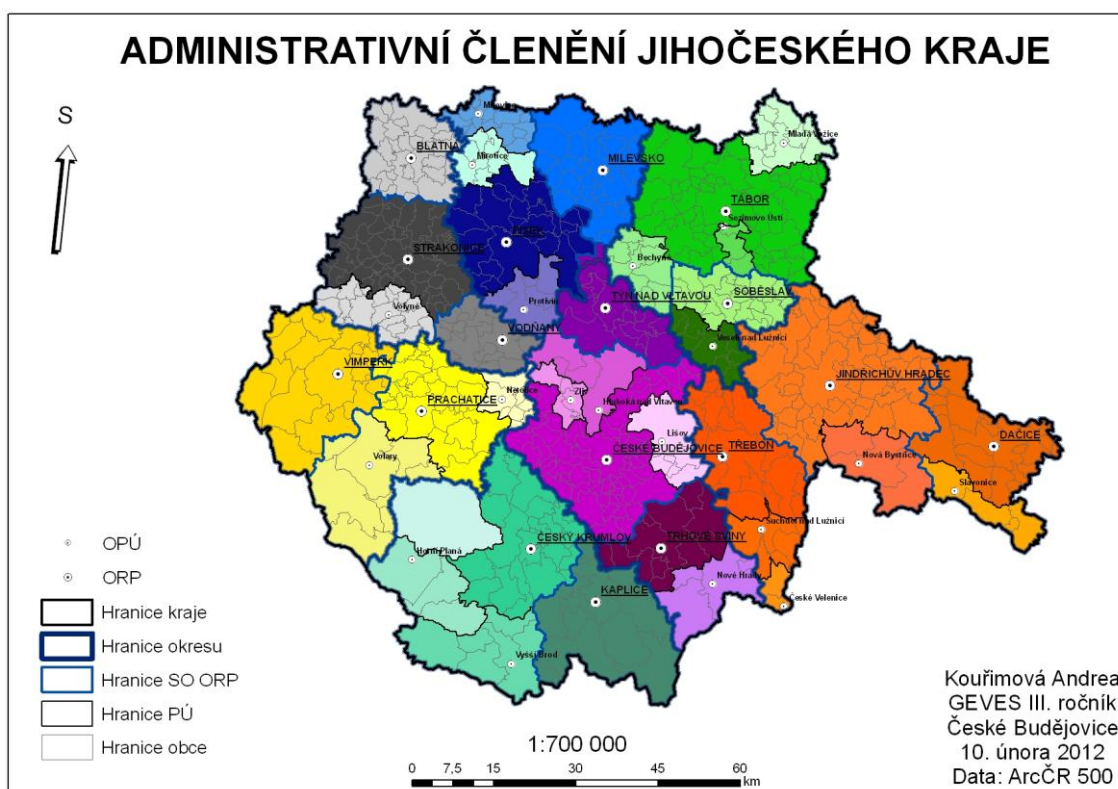 ADMINISTRATIVNÍ ČLENĚNÍ JIHOČESKÉHO KRAJE
S
Mirovice
Mladá Vožice
BLATNÁ
Mirotice
MILEVSKO
TÁBOR
Sezimovo Ústí
PÍSEK
STRAKONICE
Bechyně
SOBĚSLAV
Volyně
Protivín
TÝN NAD VLTAVOU
VODŇANY
Veselí nad Lužnicí
VIMPERK
JINDŘICHŮV HRADEC
PRACHATICE
Netolice
Zliv
Hluboká nad Vltavou
Lišov
DAČICE
Volary
ČESKÉ BUDĚJOVICE
TŘEBOŇ
Nová Bystřice
Slavonice
Suchdol nad Lužnicí
ČESKÝ KRUMLOV
TRHOVÉ SVINY
Horní Planá
Nové Hrady
KAPLICE
České Velenice
Vyšší Brod
OPÚ
ORP
Hranice kraje
Hranice okresu
Hranice SO ORP
Hranice PÚ
Hranice obce
1:700 000
0 7,5 15 30 45 60
km
Kouřimová Andrea
GEVES III. ročník
České Budějovice
10. února 2012
Data: ArcČR 500